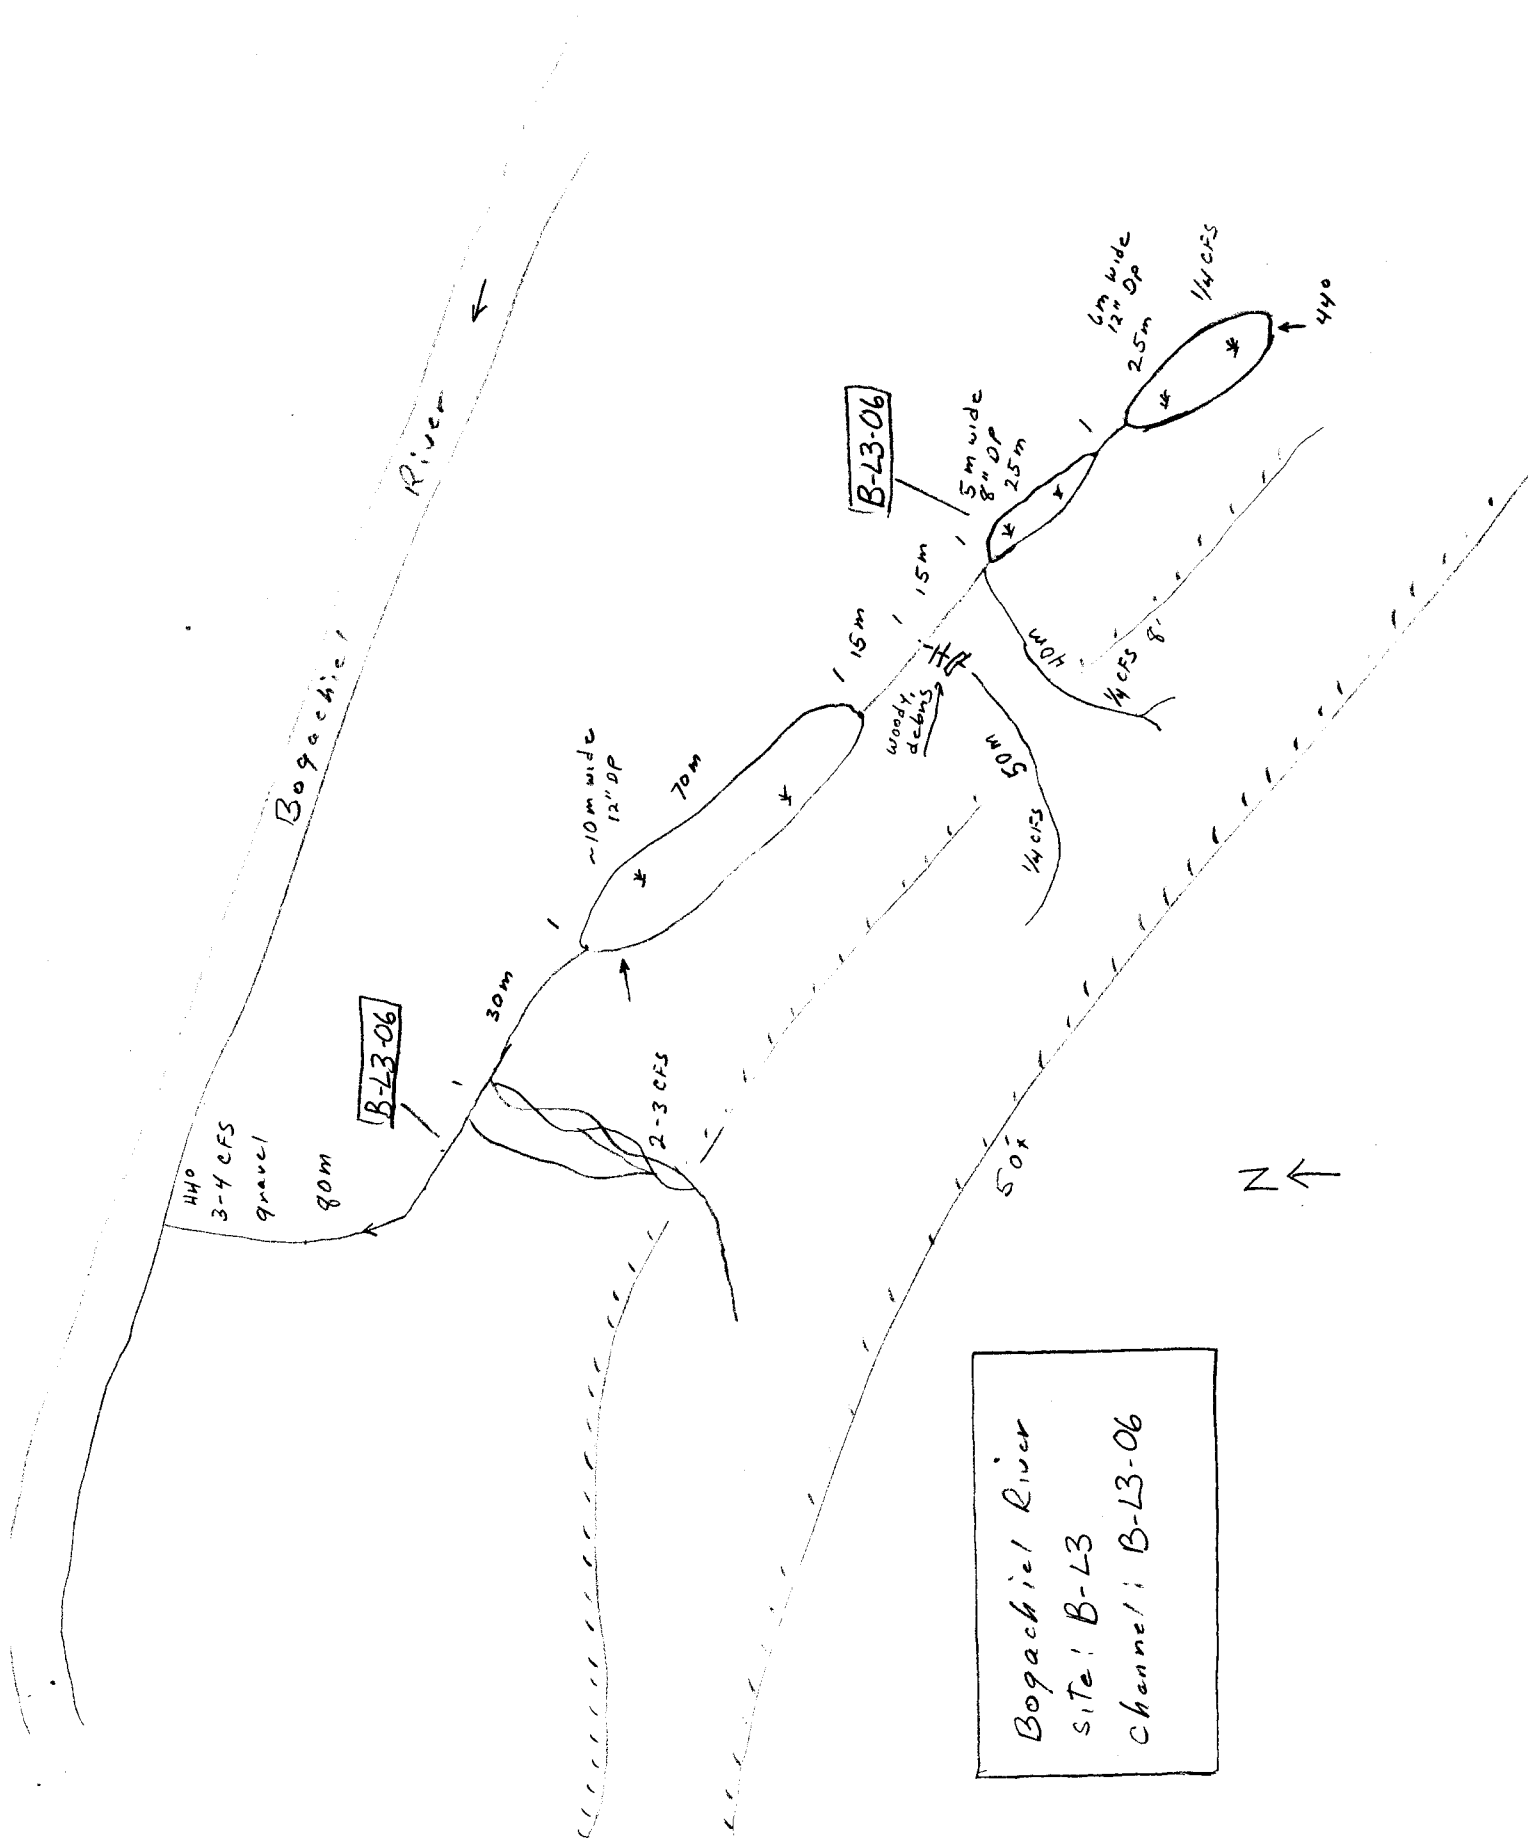 Bogachiel River
44°
3-4 CFS
gravel
80m
B-L3-06
30m
2-3 CFS
~10m wide
12" DP
70m
15m
15m
woody
debris
50m
1/4 CFS
B-L3-06
5m wide
8" DP
25m
40m
1/4 CFS
8'
6m wide
12" DP
25m
1/4 CFS
44°
50'
N
Bogachiel River
site: B-L3
channel: B-L3-06